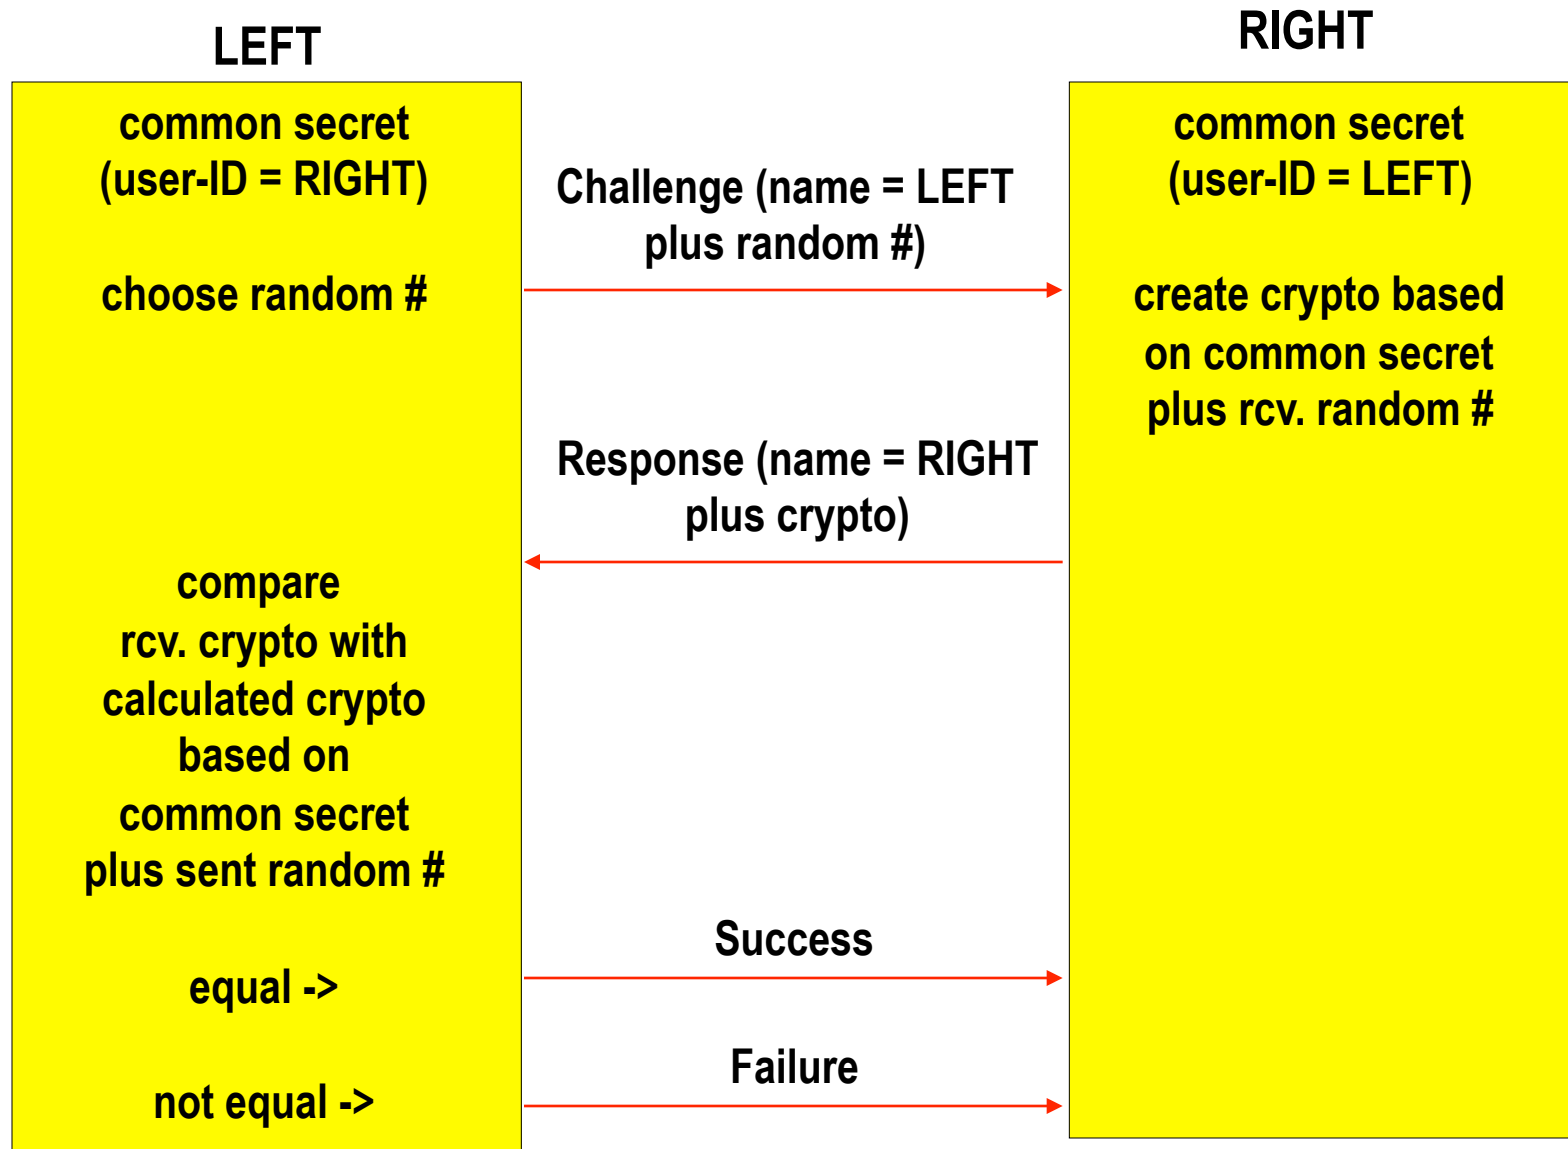 LEFT
RIGHT
common secret
(user-ID = RIGHT)
choose random #
Challenge (name = LEFT
plus random #)
common secret
(user-ID = LEFT)
create crypto based
on common secret
plus rcv. random #
Response (name = RIGHT
plus crypto)
compare
rcv. crypto with
calculated crypto
based on
common secret
plus sent random #
equal ->
Success
not equal ->
Failure